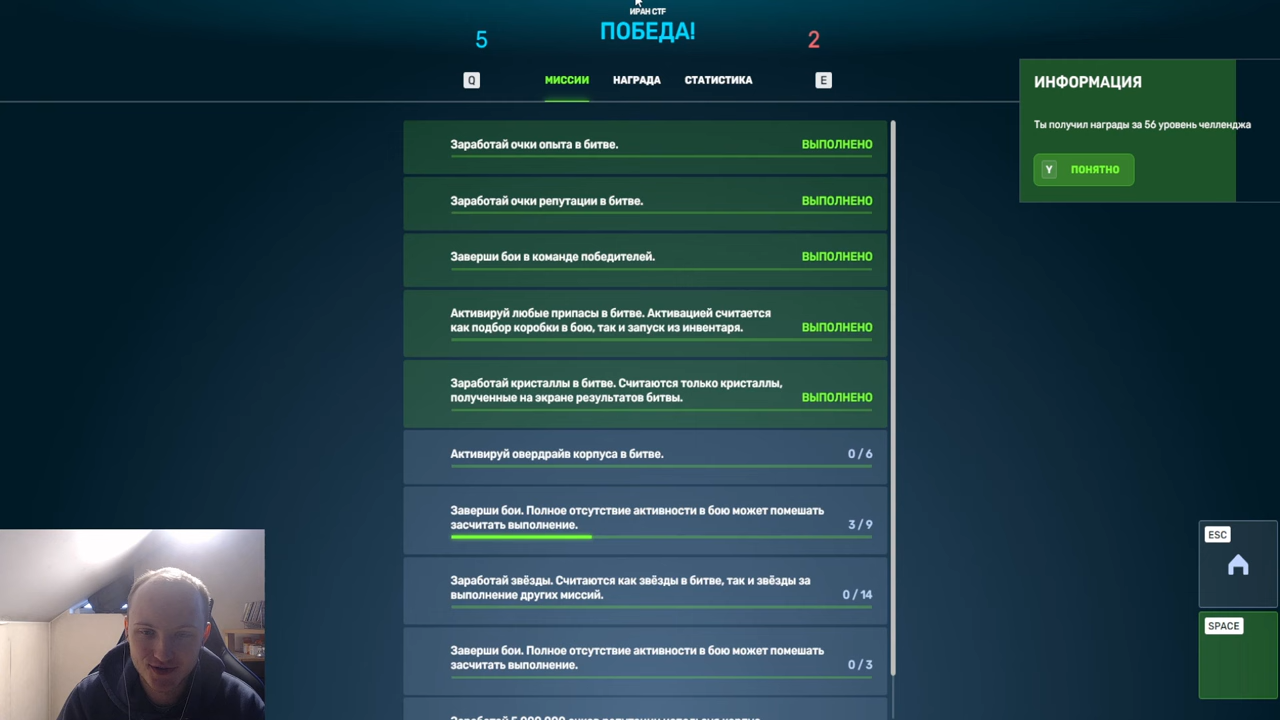 ИРАН CTF
ПОБЕДА!
5
2
Q
МИССИИ
НАГРАДА
СТАТИСТИКА
E
ИНФОРМАЦИЯ
Ты получил награды за 56 уровень челленджа
Y ПОНЯТНО
Заработай очки опыта в битве.
ВЫПОЛНЕНО
Заработай очки репутации в битве.
ВЫПОЛНЕНО
Заверши бои в команде победителей.
ВЫПОЛНЕНО
Активируй любые припасы в битве. Активацией считается
как подбор коробки в бою, так и запуск из инвентаря.
ВЫПОЛНЕНО
Заработай кристаллы в битве. Считаются только кристаллы,
полученные на экране результатов битвы.
ВЫПОЛНЕНО
Активируй овердрайв корпуса в битве.
0 / 6
Заверши бои. Полное отсутствие активности в бою может помешать
засчитать выполнение.
3 / 9
Заработай звёзды. Считаются как звёзды в битве, так и звёзды за
выполнение других миссий.
0 / 14
Заверши бои. Полное отсутствие активности в бою может помешать
засчитать выполнение.
0 / 3
ESC
SPACE